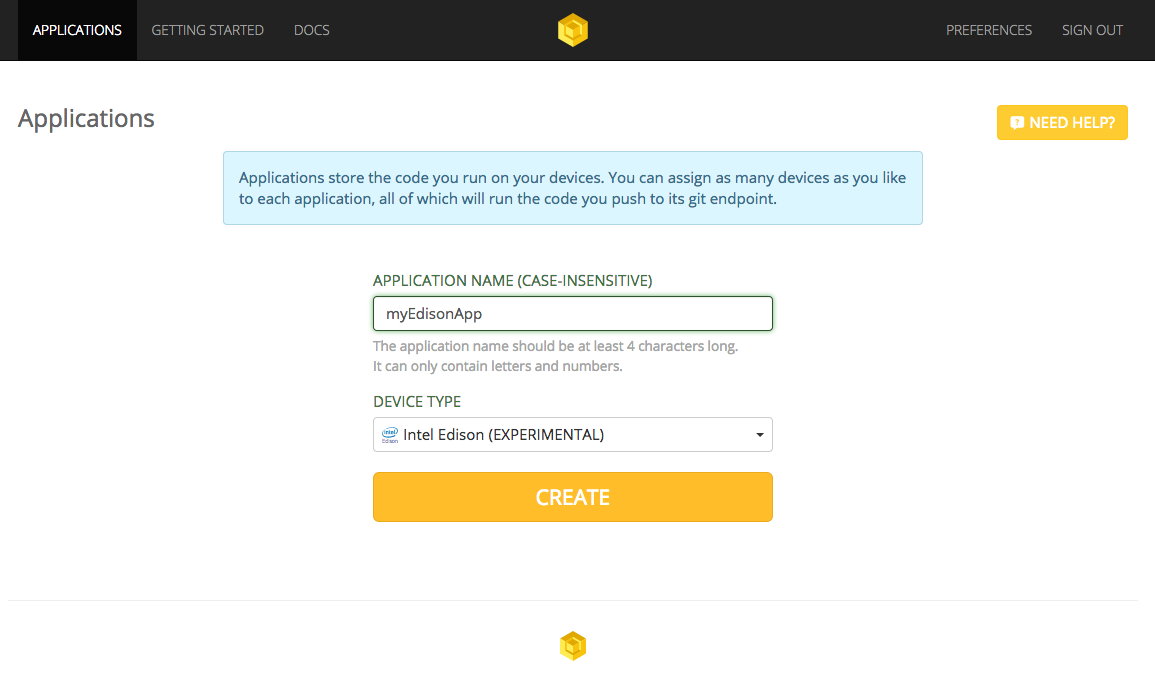 APPLICATIONS GETTING STARTED DOCS PREFERENCES SIGN OUT
Applications
NEED HELP?
Applications store the code you run on your devices. You can assign as many devices as you like
to each application, all of which will run the code you push to its git endpoint.
APPLICATION NAME (CASE-INSENSITIVE)
myEdisonApp
The application name should be at least 4 characters long.
It can only contain letters and numbers.
DEVICE TYPE
intel Edison Intel Edison (EXPERIMENTAL)
CREATE